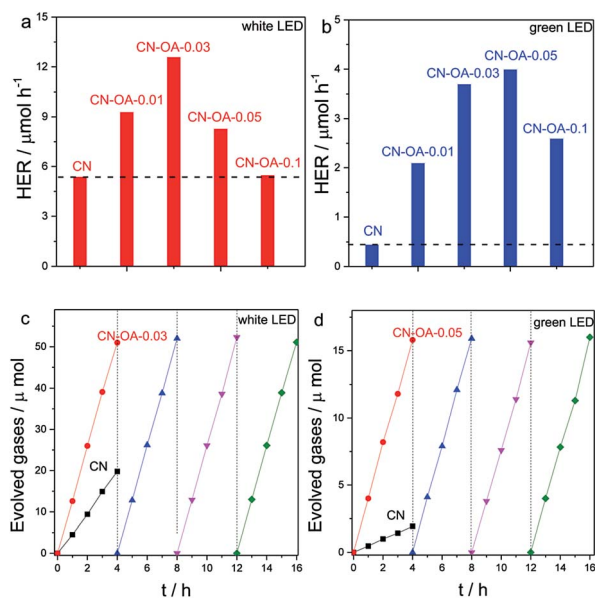 a
white LED
15
12
9
6
3
0
HER / μmol h⁻¹
CN
CN-OA-0.01
CN-OA-0.03
CN-OA-0.05
CN-OA-0.1
b
green LED
5
4
3
2
1
0
HER / μmol h⁻¹
CN
CN-OA-0.01
CN-OA-0.03
CN-OA-0.05
CN-OA-0.1
c
white LED
50
40
30
20
10
0
Evolved gases / μ mol
CN-OA-0.03
CN
0 2 4 6 8 10 12 14 16
t / h
d
green LED
15
10
5
0
Evolved gases / μ mol
CN-OA-0.05
CN
0 2 4 6 8 10 12 14 16
t / h